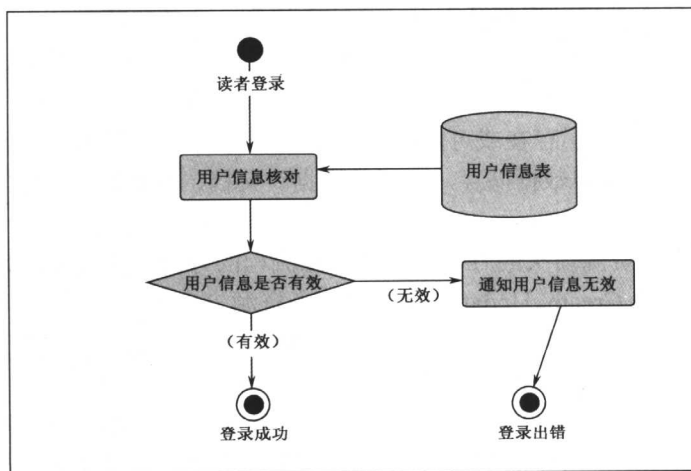 读者登录
用户信息核对
用户信息表
用户信息是否有效
(无效)
通知用户信息无效
(有效)
登录成功
登录出错